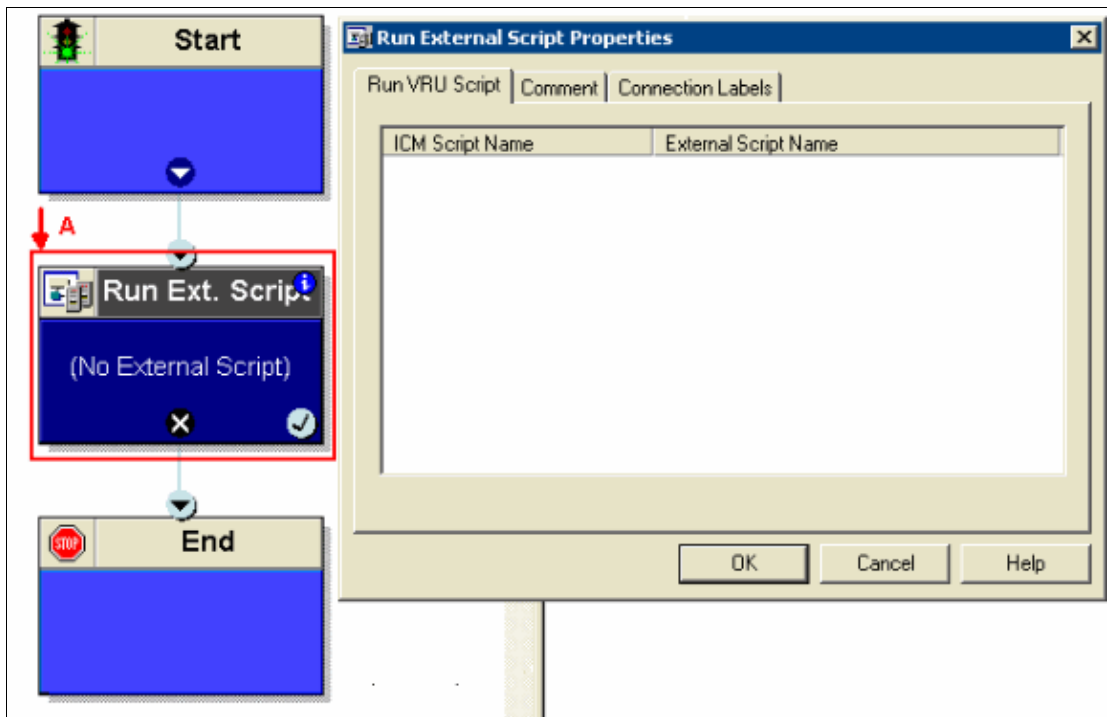 Start
A
Run Ext. Script
(No External Script)
End
STOP
Run External Script Properties
Run VRU Script Comment Connection Labels
ICM Script Name External Script Name
OK Cancel Help